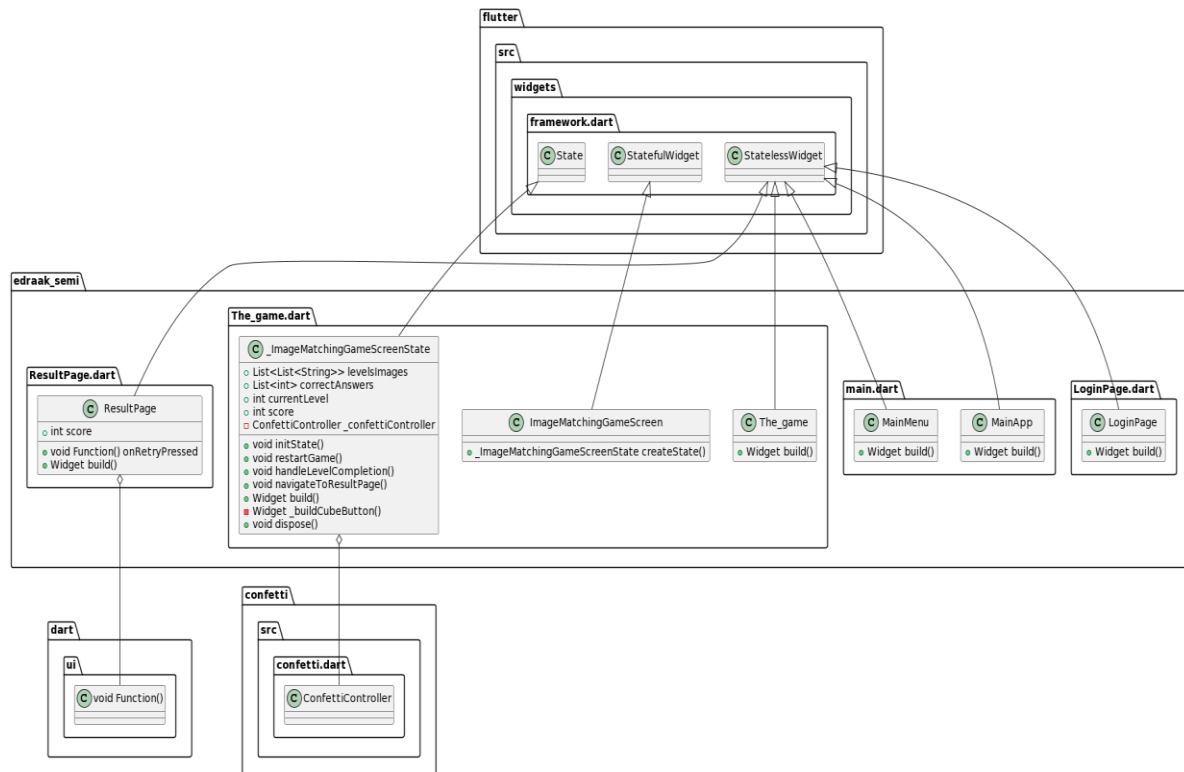 flutter
src
widgets
framework.dart
C State
C StatefulWidget
C StatelessWidget
edraak_semi
The_game.dart
C _ImageMatchingGameScreenState
List<List<String>> levelsImages
List<int> correctAnswers
int currentLevel
int score
ConfettiController _confettiController
void initState()
void restartGame()
void handleLevelCompletion()
void navigateToResultPage()
Widget build()
Widget _buildCubeButton()
void dispose()
ResultPage.dart
C ResultPage
int score
void Function() onRetryPressed
Widget build()
C ImageMatchingGameScreen
_ImageMatchingGameScreenState createState()
C The_game
Widget build()
main.dart
C MainMenu
Widget build()
C MainApp
Widget build()
LoginPage.dart
C LoginPage
Widget build()
dart
ui
C void Function()
confetti
src
confetti.dart
C ConfettiController